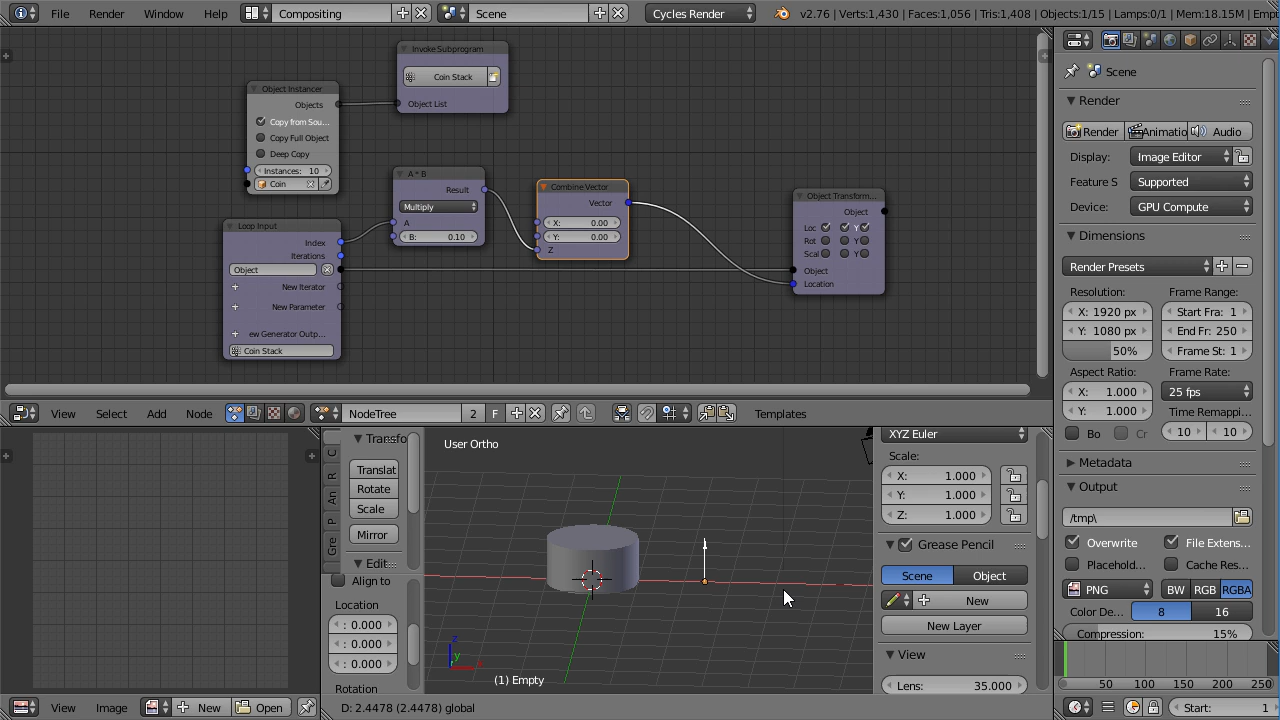 File Render Window Help Compositing Scene Cycles Render v2.76 | Verts:1,430 | Faces:1,056 | Tris:1,408 | Objects:1/15 | Lamps:0/1 | Mem:18.15M | Emp
Invoke Subprogram
Coin Stack
Object List
Object Instancer
Objects
Copy from Sou...
Copy Full Object
Deep Copy
Instances: 10
Coin
A * B
Result
Multiply
A
B: 0.10
Combine Vector
Vector
X: 0.00
Y: 0.00
Z
Object Transform...
Object
Loc Y
Rot Y
Scal Y
Object
Location
Loop Input
Index
Iterations
Object
New Iterator
New Parameter
ew Generator Outp...
Coin Stack
View Select Add Node NodeTree 2 F Templates
Transfo
Translat
Rotate
Scale
Mirror
Edit
Align to
Location
: 0.000
: 0.000
: 0.000
Rotation
C
R
An
P
Gre
User Ortho
z
y
(1) Empty
XYZ Euler
Scale:
X: 1.000
Y: 1.000
Z: 1.000
Grease Pencil
Scene Object
New
New Layer
View
Lens: 35.000
View Image New Open
D: 2.4478 (2.4478) global
Scene
Render
Render Animatio Audio
Display: Image Editor
Feature S Supported
Device: GPU Compute
Dimensions
Render Presets
Resolution: Frame Range:
X: 1920 px Start Fra: 1
Y: 1080 px End Fr: 250
50% Frame St: 1
Aspect Ratio: Frame Rate:
X: 1.000 25 fps
Y: 1.000 Time Remappi...
Bo Cr 10 10
Metadata
Output
/tmp\
Overwrite File Extens...
Placehold... Cache Res...
PNG BW RGB RGBA
Color De... 8 16
Compression: 15%
50 100 150 200 250
Start: 1